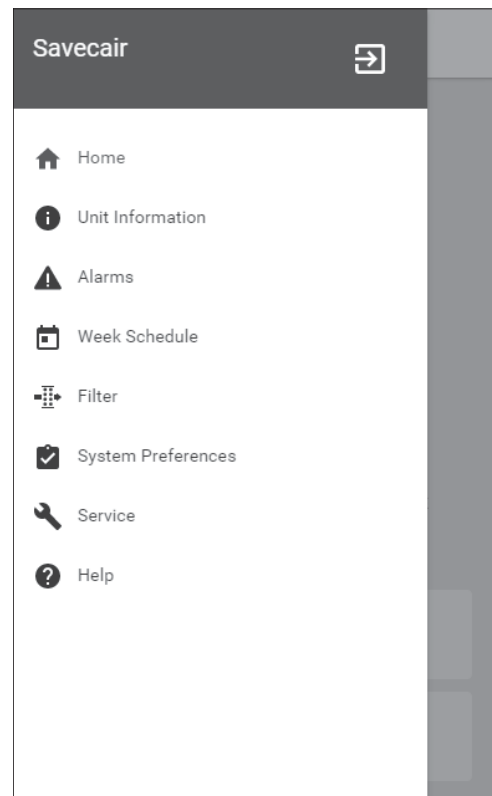 Savecair
Home
Unit Information
Alarms
Week Schedule
Filter
System Preferences
Service
Help